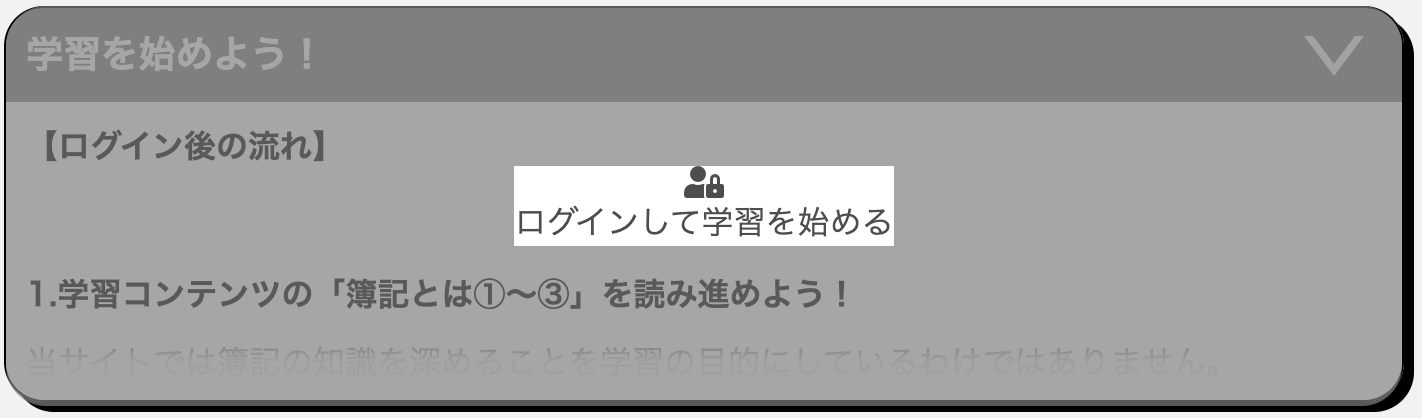 学習を始めよう！
【ログイン後の流れ】
ログインして学習を始める
1.学習コンテンツの「簿記とは①〜③」を読み進めよう！
当サイトでは簿記の知識を深めることを学習の目的にしているわけではありません。